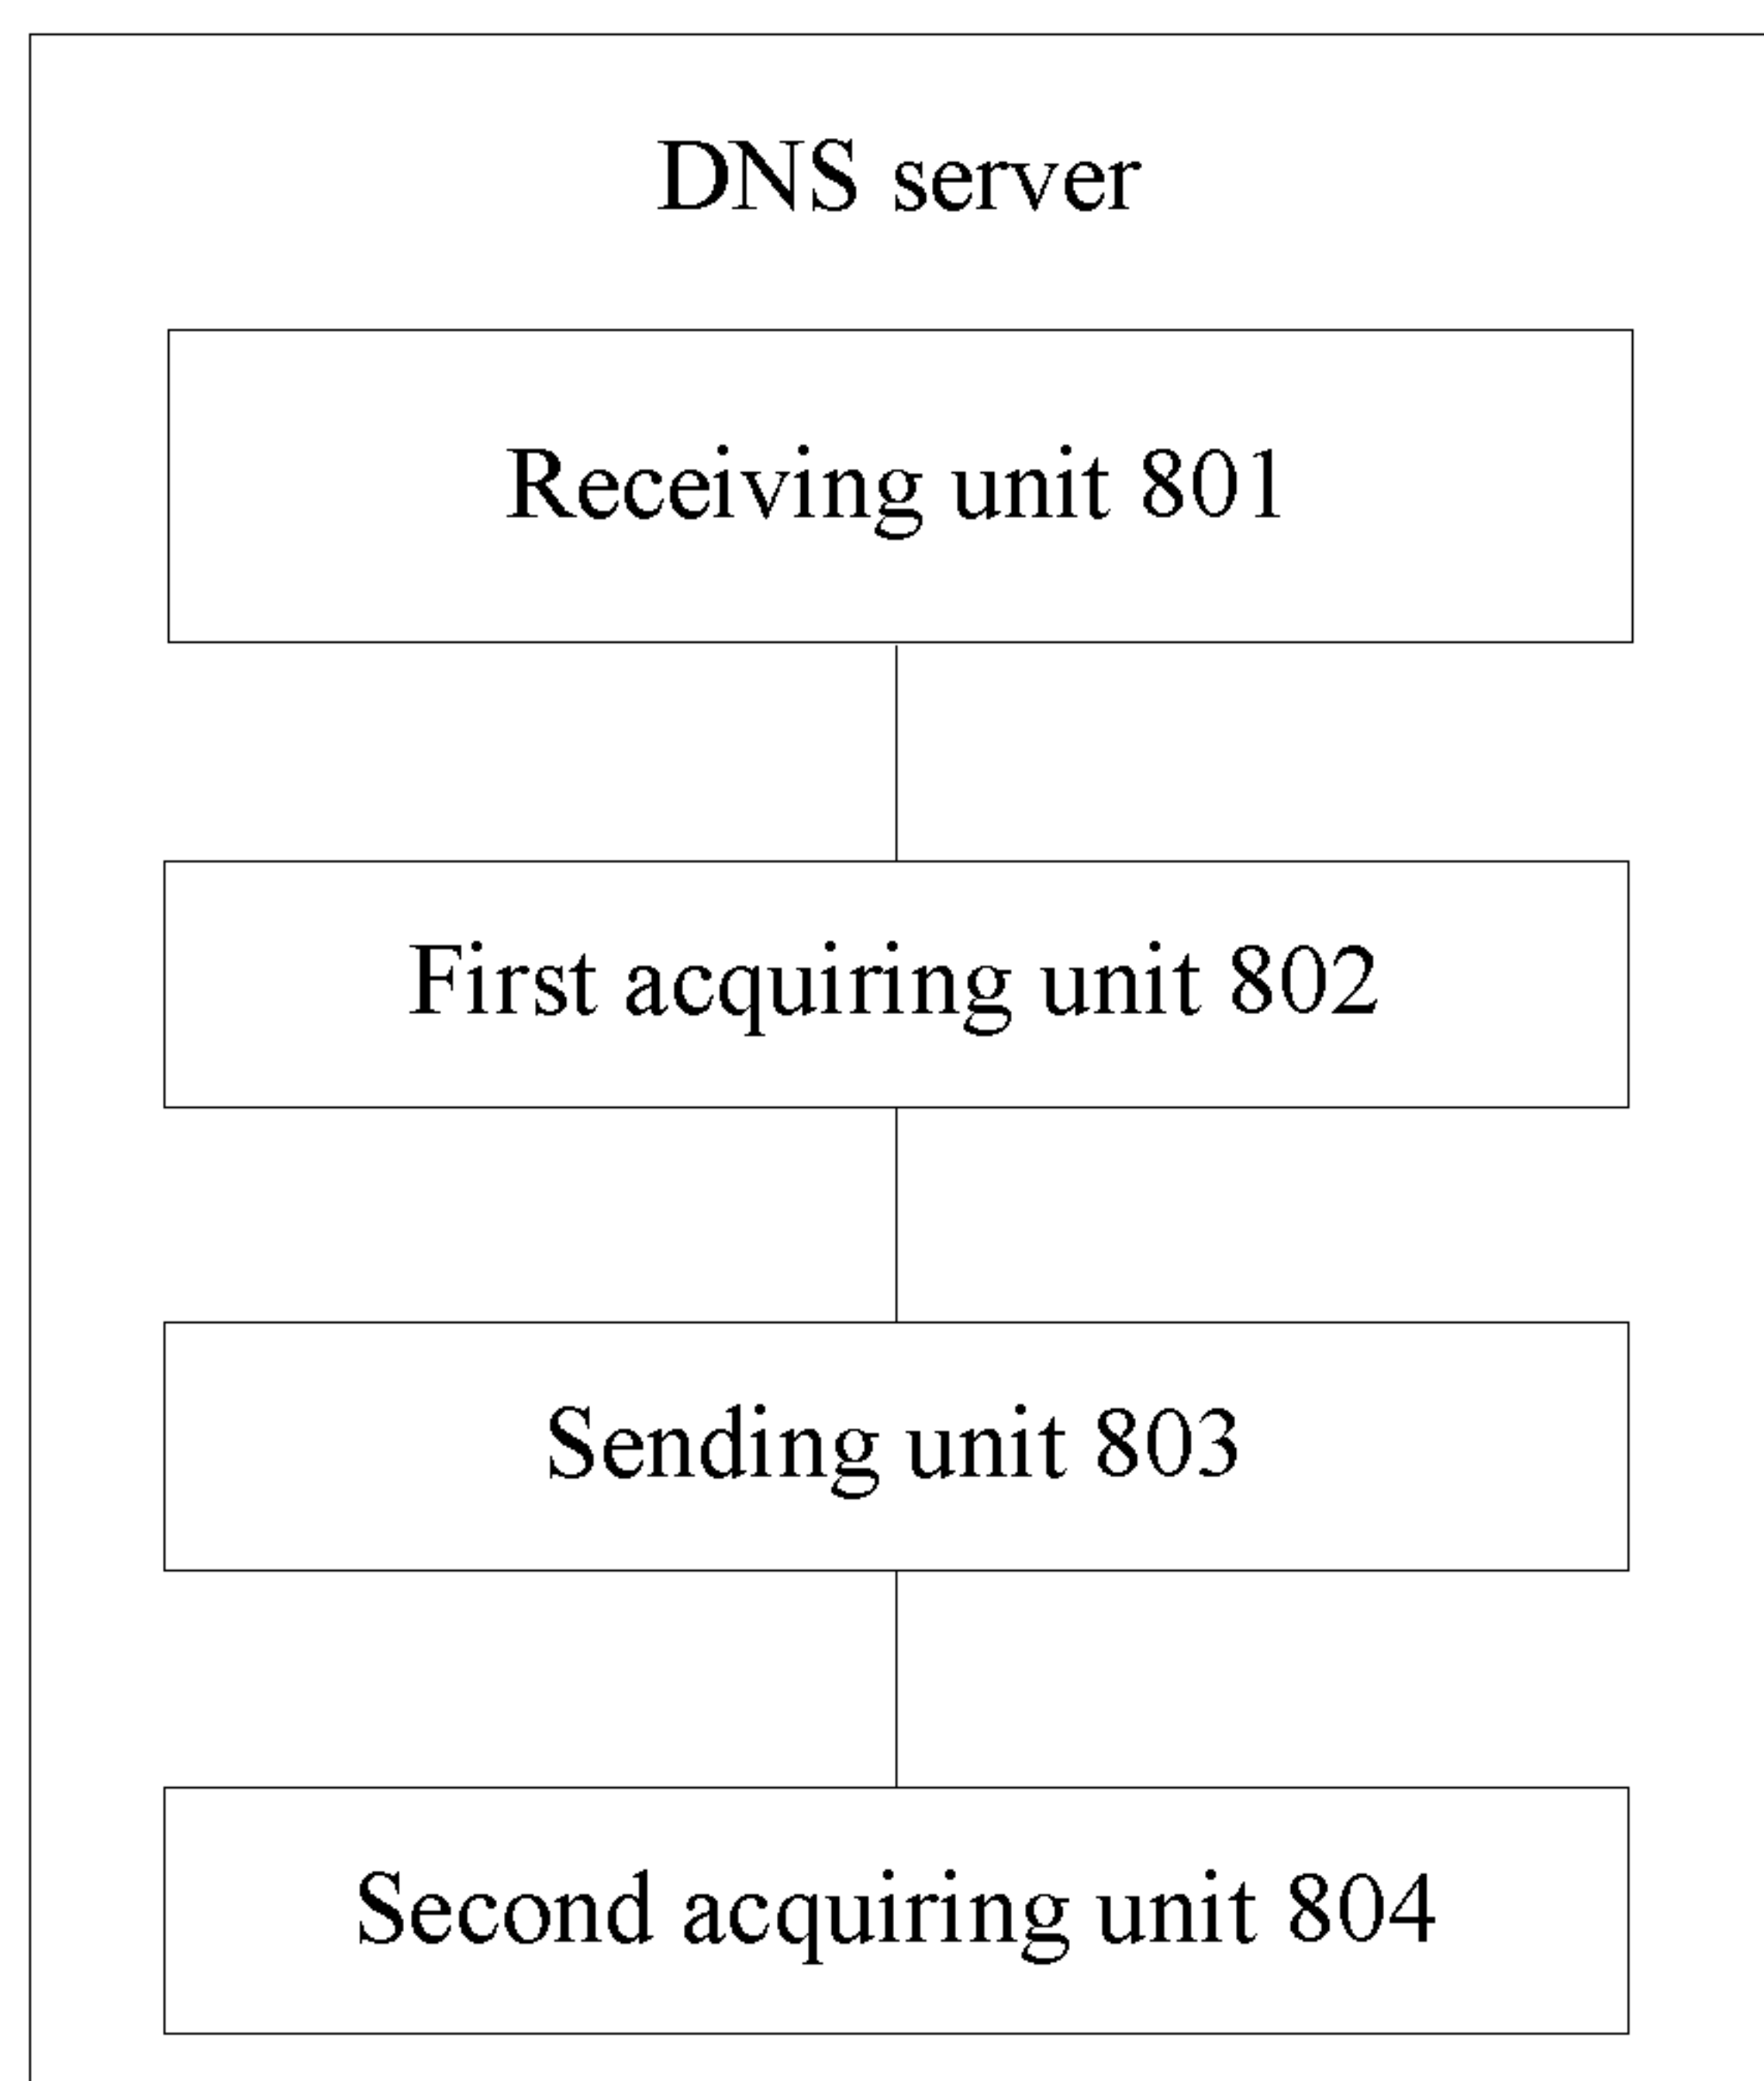 DNS server
Receiving unit 801
First acquiring unit 802
Sending unit 803
Second acquiring unit 804